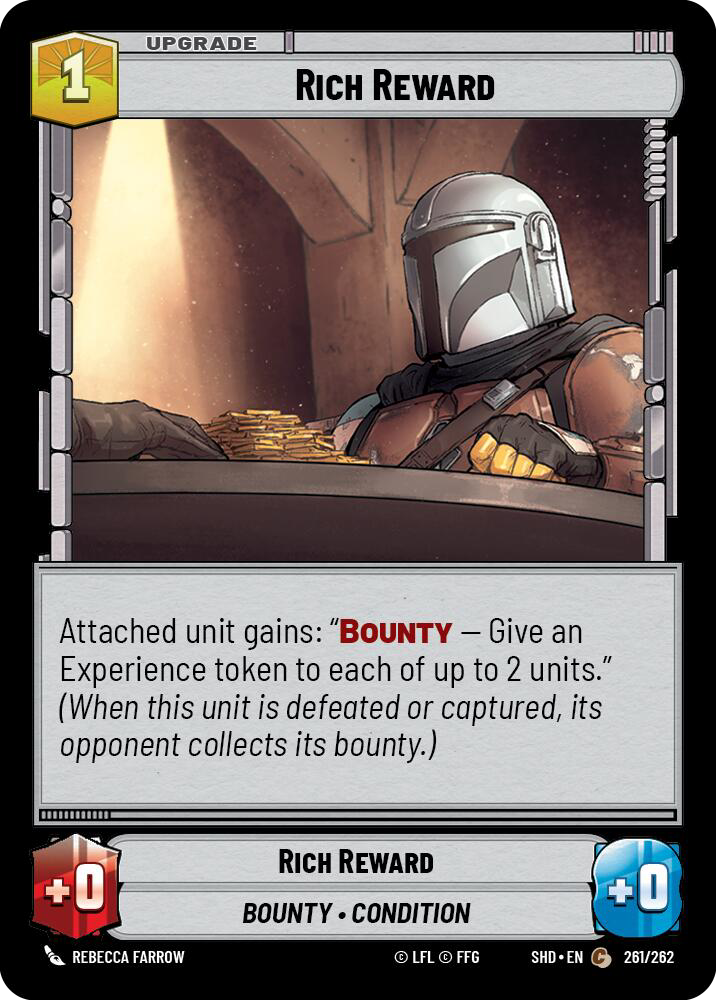 UPGRADE
1
RICH REWARD
Attached unit gains: “BOUNTY – Give an
Experience token to each of up to 2 units.”
(When this unit is defeated or captured, its
opponent collects its bounty.)
+0
RICH REWARD
+0
BOUNTY • CONDITION
REBECCA FARROW
© LFL © FFG
SHD • EN C 261/262